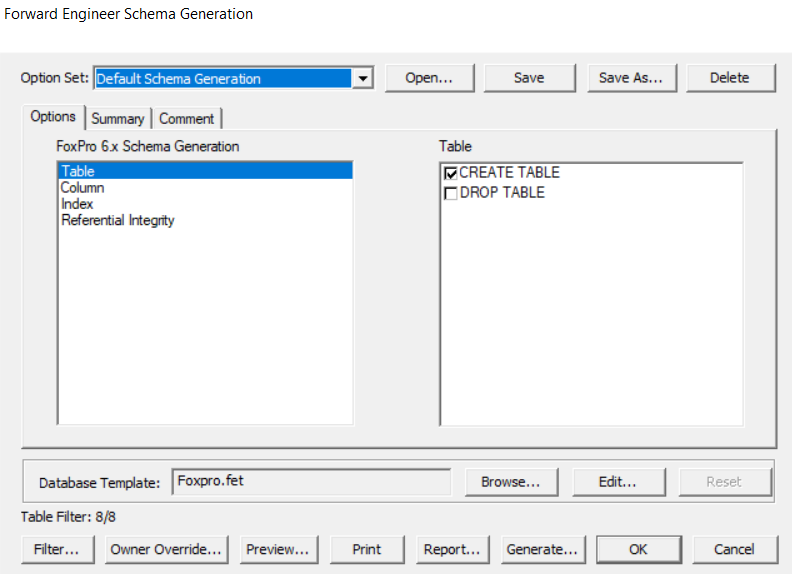 Forward Engineer Schema Generation
Option Set: Default Schema Generation Open... Save Save As... Delete
Options Summary Comment
FoxPro 6.x Schema Generation Table
Table CREATE TABLE
Column DROP TABLE
Index
Referential Integrity
Database Template: Foxpro.fet Browse... Edit... Reset
Table Filter: 8/8
Filter... Owner Override... Preview... Print Report... Generate... OK Cancel